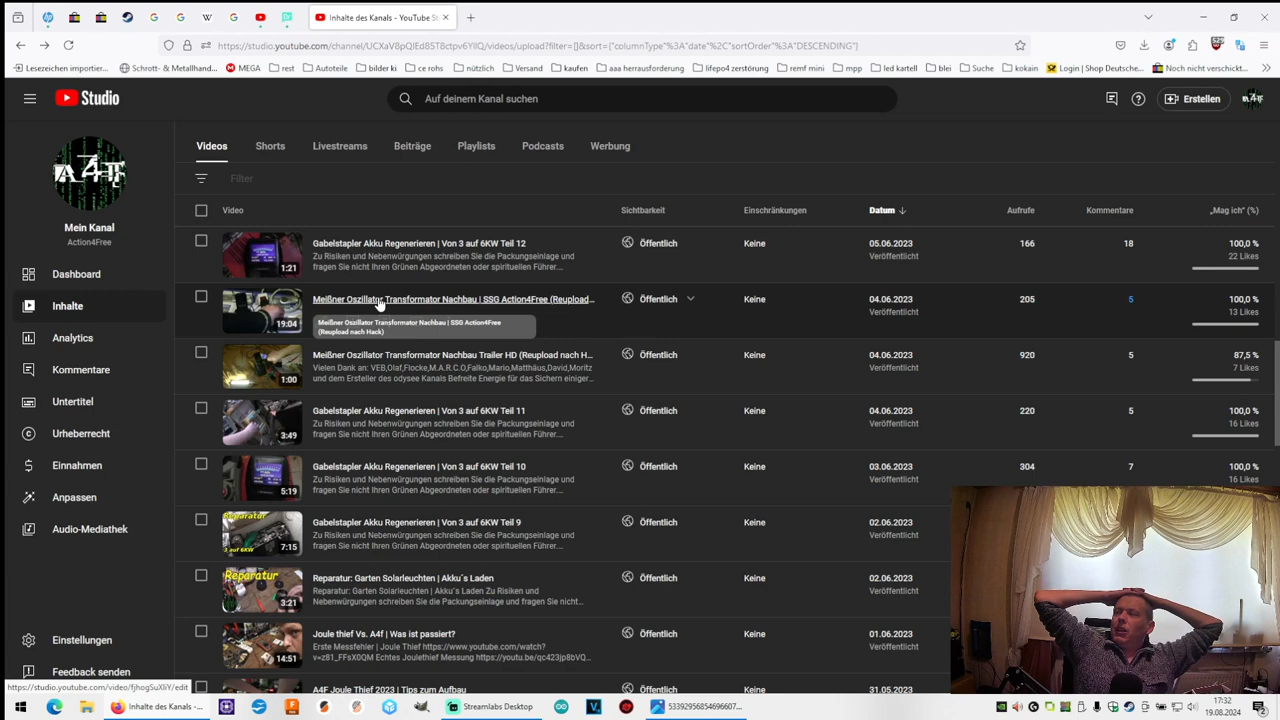 Inhalte des Kanals - YouTube St
https://studio.youtube.com/channel/UCXaV8pQIEd85T8ctpv6YlIQ/videos/upload?filter=[]&sort={"columnType"%3A"date"%2C"sortOrder"%3A"DESCENDING"}
Lesezeichen importier...
Schrott- & Metallhand...
MEGA
rest
Autoteile
bilder ki
ce rohs
nützlich
Versand
kaufen
aaa herrausforderung
lifepo4 zerstörung
remf mini
mpp
led kartell
blei
Suche
kokain
Login | Shop Deutsche...
Noch nicht verschickt...
Studio
Auf deinem Kanal suchen
Erstellen
A4F
Mein Kanal
Action4Free
Dashboard
Inhalte
Analytics
Kommentare
Untertitel
Urheberrecht
Einnahmen
Anpassen
Audio-Mediathek
Einstellungen
Feedback senden
Videos Shorts Livestreams Beiträge Playlists Podcasts Werbung
Filter
Video Sichtbarkeit Einschränkungen Datum Aufrufe Kommentare „Mag ich“ (%)
1:21
Gabelstapler Akku Regenerieren | Von 3 auf 6KW Teil 12
Zu Risiken und Nebenwürungen schreiben Sie die Packungseinlage und
fragen Sie nicht Ihren Grünen Abgeordneten oder spirituellen Führer.
Öffentlich Keine 05.06.2023 166 18 100,0 %
Veröffentlicht 22 Likes
19:04
Meißner Oszillator Transformator Nachbau | SSG Action4Free (Reupload...
Meißner Oszillator Transformator Nachbau | SSG Action4Free
(Reupload nach Hack)
Öffentlich Keine 04.06.2023 205 5 100,0 %
Veröffentlicht 13 Likes
1:00
Meißner Oszillator Transformator Nachbau Trailer HD (Reupload nach H...
Vielen Dank an: VEB,Olaf,Flocke,M.A.R.C.O,Falko,Mario,Matthäus,David,Moritz
und dem Ersteller des odysee Kanals Befreite Energie für das Sichern einiger...
Öffentlich Keine 04.06.2023 920 5 87,5 %
Veröffentlicht 7 Likes
3:49
Gabelstapler Akku Regenerieren | Von 3 auf 6KW Teil 11
Zu Risiken und Nebenwürungen schreiben Sie die Packungseinlage und
fragen Sie nicht Ihren Grünen Abgeordneten oder spirituellen Führer.
Öffentlich Keine 04.06.2023 220 5 100,0 %
Veröffentlicht 16 Likes
5:19
Gabelstapler Akku Regenerieren | Von 3 auf 6KW Teil 10
Zu Risiken und Nebenwürungen schreiben Sie die Packungseinlage und
fragen Sie nicht Ihren Grünen Abgeordneten oder spirituellen Führer.
Öffentlich Keine 03.06.2023 304 7 100,0 %
Veröffentlicht 16 Likes
Reparatur
3 auf 6KW
7:15
Gabelstapler Akku Regenerieren | Von 3 auf 6KW Teil 9
Zu Risiken und Nebenwürungen schreiben Sie die Packungseinlage und
fragen Sie nicht Ihren Grünen Abgeordneten oder spirituellen Führer.
Öffentlich Keine 02.06.2023
Veröffentlicht
Reparatur
3:21
Reparatur: Garten Solarleuchten | Akku´s Laden
Reparatur: Garten Solarleuchten | Akku´s Laden Zu Risiken und
Nebenwürungen schreiben Sie die Packungseinlage und fragen Sie nicht...
Öffentlich Keine 02.06.2023
Veröffentlicht
14:51
Joule thief Vs. A4f | Was ist passiert?
Erste Messfehler | Joule thief https://www.youtube.com/watch?
v=z81_FFsX0QM Echtes Joulethief Messung https://youtu.be/qc423jp8bVQ...
Öffentlich Keine 01.06.2023
Veröffentlicht
A4F Joule Thief 2023 | Tips zum Aufbau
Öffentlich Keine 31.05.2023
https://studio.youtube.com/video/fjhogSuXIiY/edit
Inhalte des Kanals -...
Streamlabs Desktop
53392956854696607...
17:32
19.08.2024